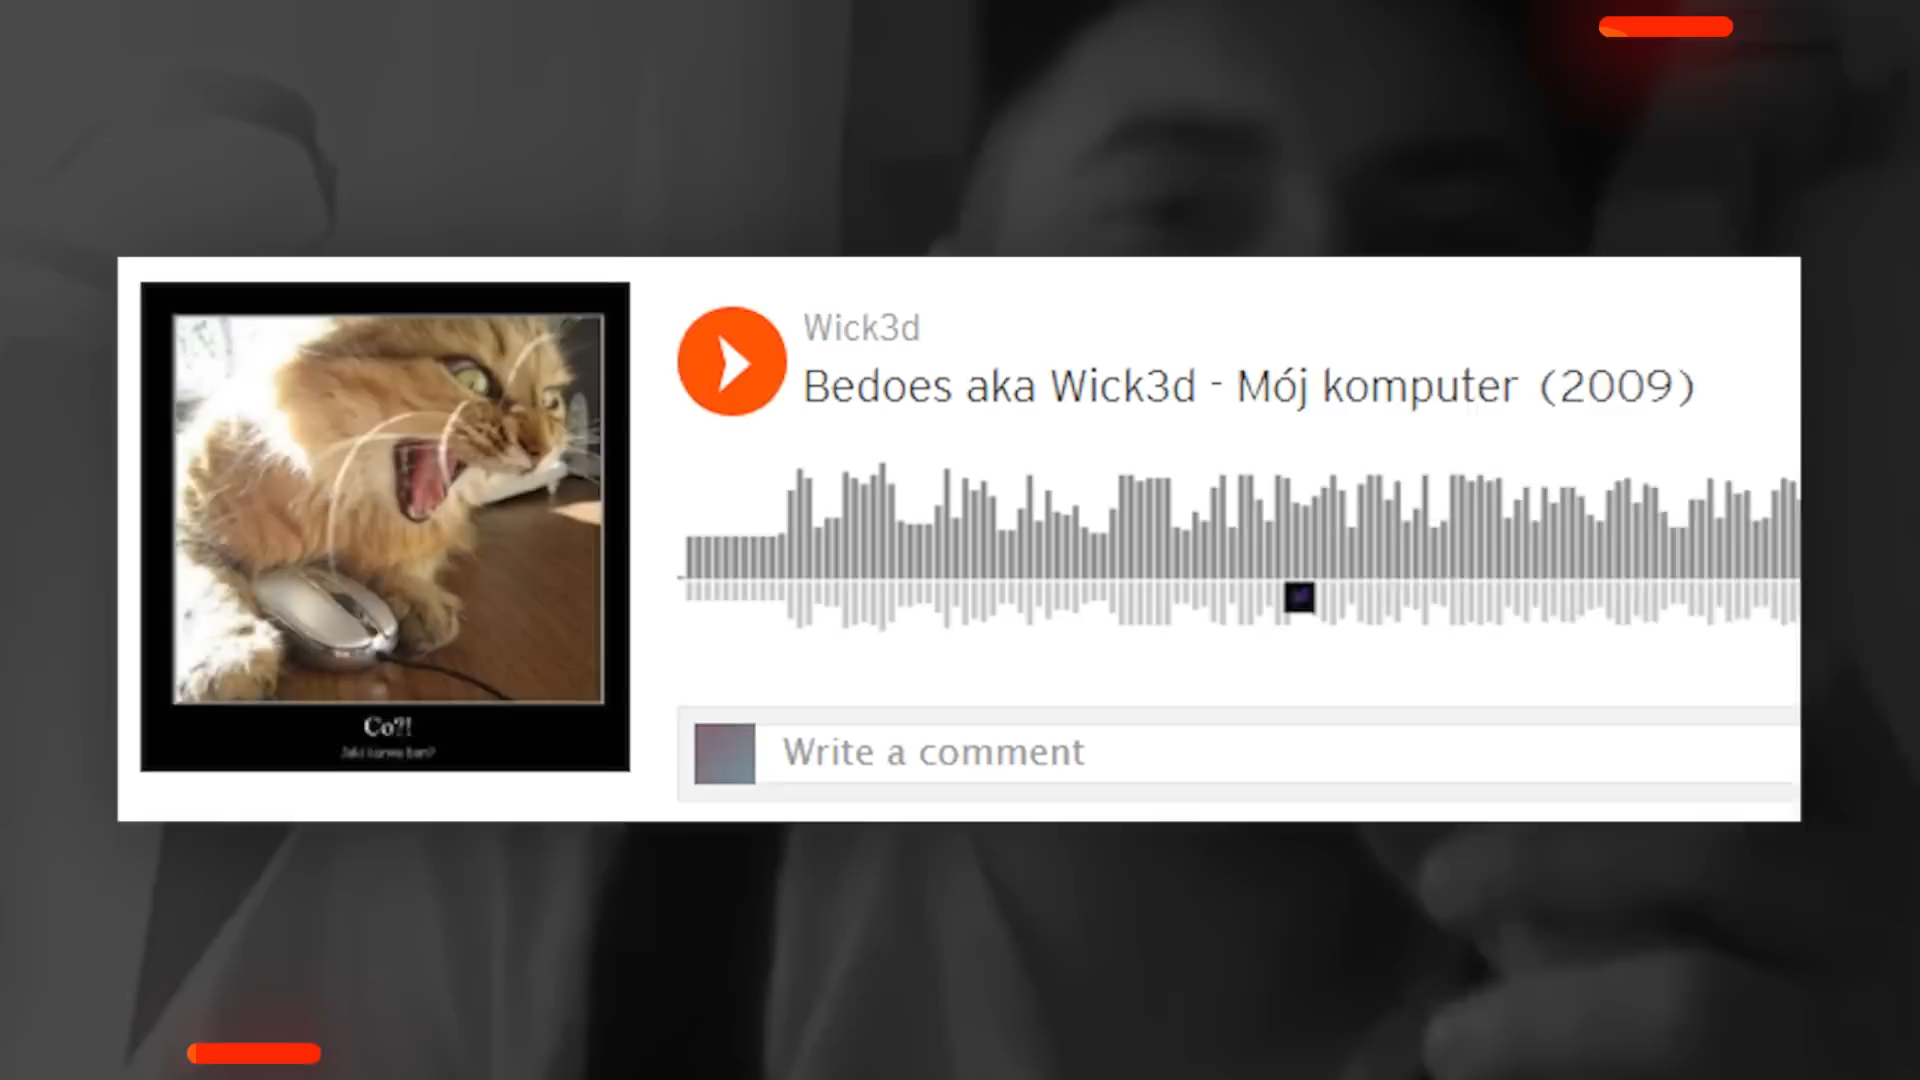 Wick3d
Bedoes aka Wick3d - Mój komputer (2009)
Co?!
Write a comment